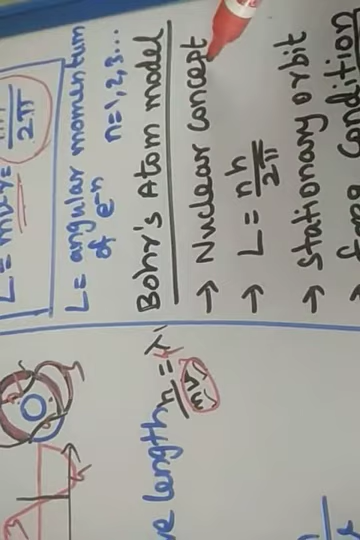 L = mvr = nh/2π
L = angular momentum
of e-n n=1,2,3...
Bohr's Atom model
→ Nuclear concept
→ L = nh/2π
→ Stationary orbit
→ condition
length λ = h/mv